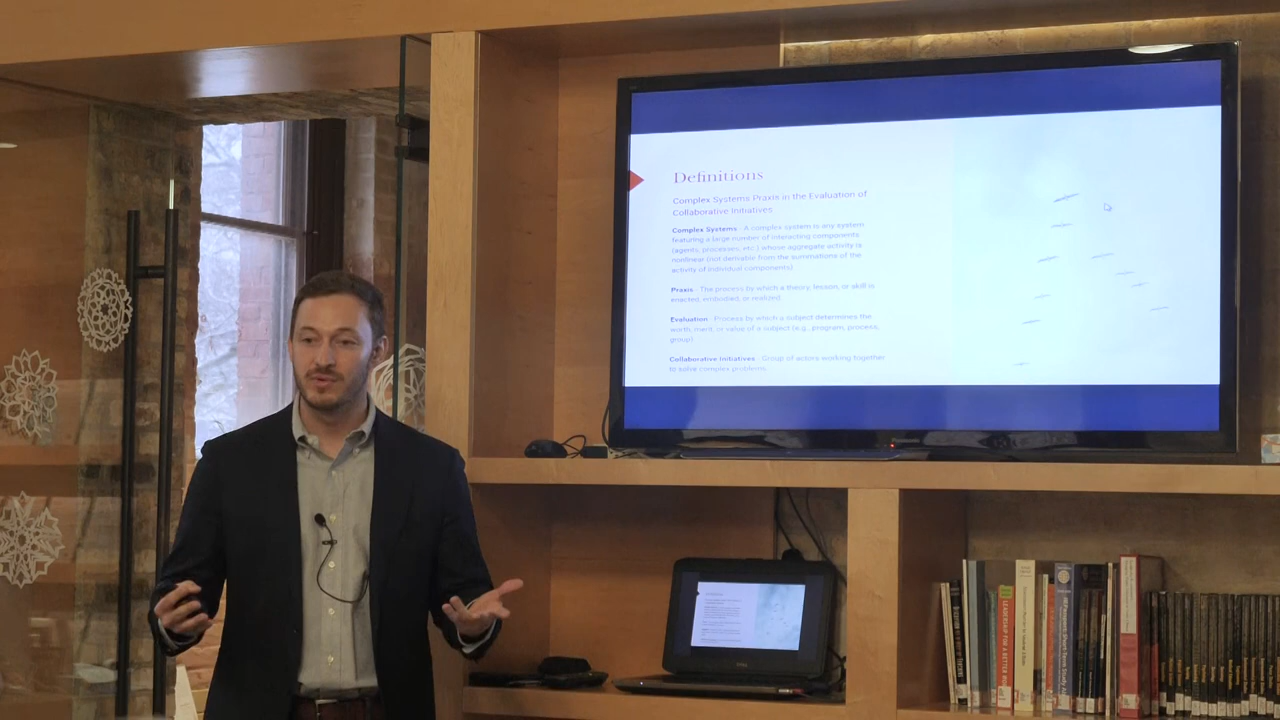 Definitions
Complex Systems Praxis in the Evaluation of
Collaborative Initiatives
Complex Systems - A complex system is any system
featuring a large number of interacting components
(agents, processes, etc.) whose aggregate activity is
nonlinear (not derivable from the summations of the
activity of individual components).
Praxis - The process by which a theory, lesson, or skill is
enacted, embodied, or realized.
Evaluation - Process by which a subject determines the
worth, merit, or value of a subject (e.g., program, process,
group)
Collaborative Initiatives - Group of actors working together
to solve complex problems.
LEADERSHIP FOR A BETTER